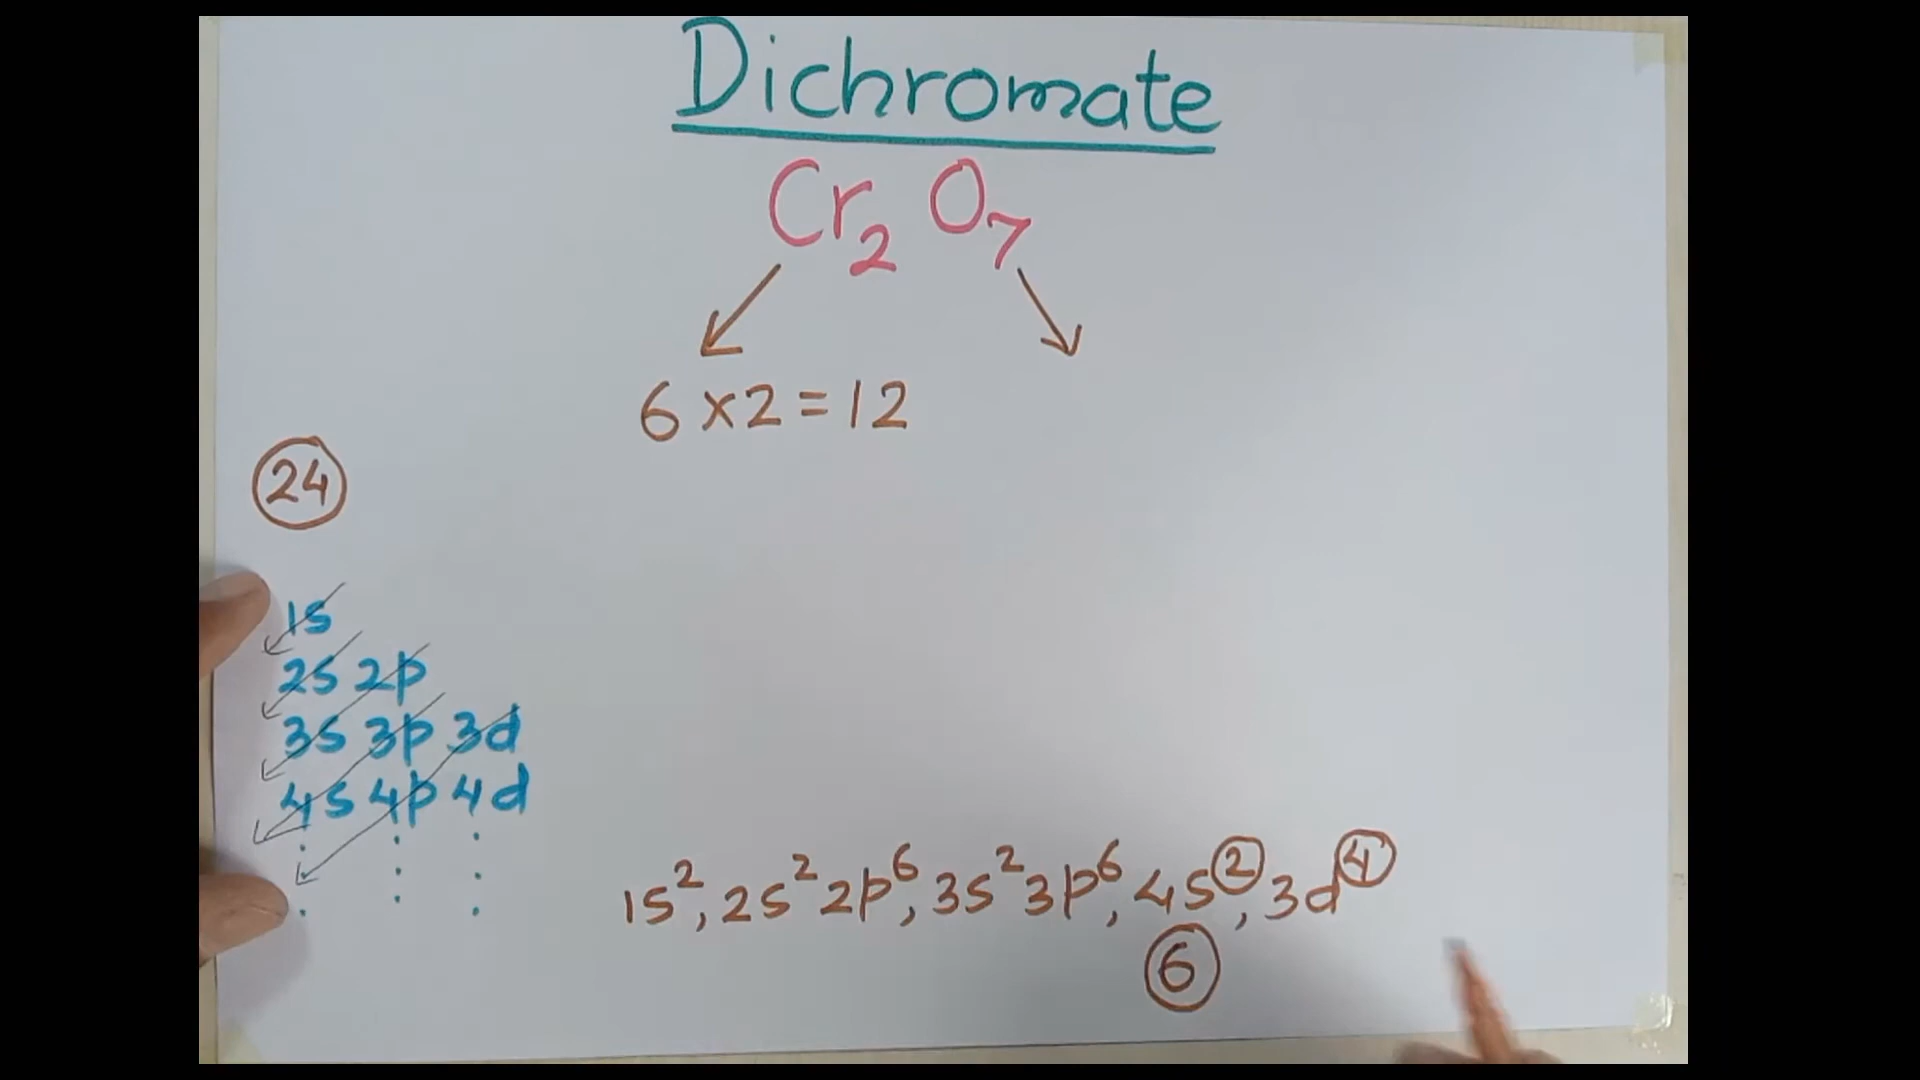 Dichromate
Cr₂ O₇
6 ×2 = 12
24
1s
2s 2p
3s 3p 3d
4s 4p 4d
1s², 2s² 2p⁶, 3s² 3p⁶, 4s², 3d⁴
6